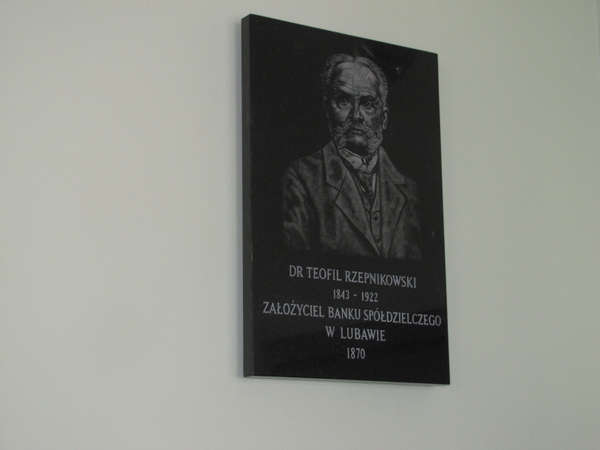 DR TEOFIL RZEPNIKOWSKI
1843 - 1922
ZAŁOŻYCIEL BANKU SPÓŁDZIELCZEGO
W LUBAWIE
1870